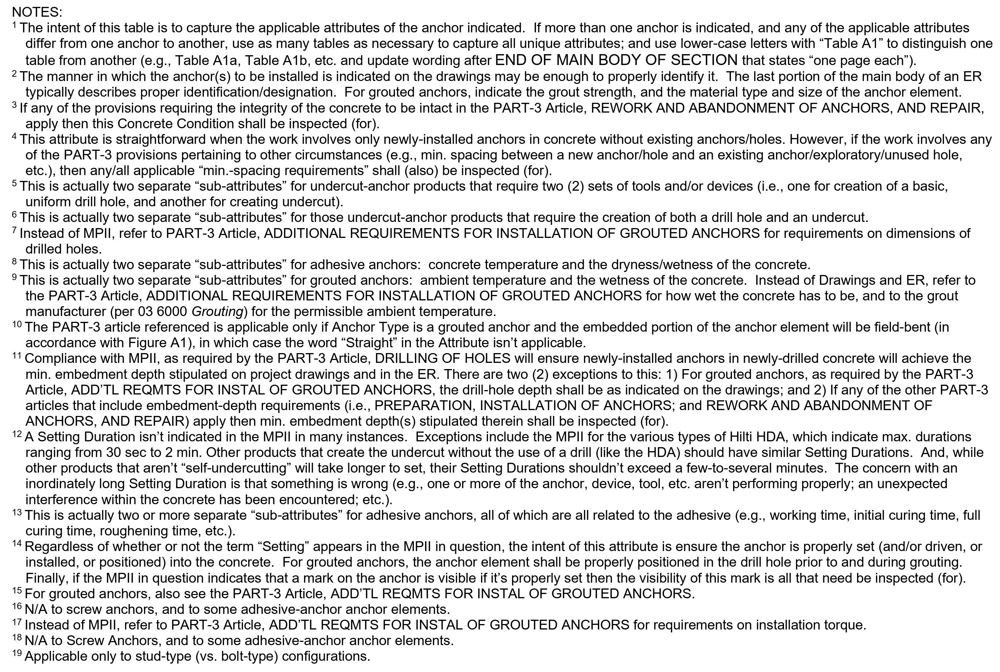 NOTES:
1 The intent of this table is to capture the applicable attributes of the anchor indicated.  If more than one anchor is indicated, and any of the applicable attributes
differ from one anchor to another, use as many tables as necessary to capture all unique attributes; and use lower-case letters with “Table A1” to distinguish one
table from another (e.g., Table A1a, Table A1b, etc. and update wording after END OF MAIN BODY OF SECTION that states “one page each”).
2 The manner in which the anchor(s) to be installed is indicated on the drawings may be enough to properly identify it.  The last portion of the main body of an ER
typically describes proper identification/designation.  For grouted anchors, indicate the grout strength, and the material type and size of the anchor element.
3 If any of the provisions requiring the integrity of the concrete to be intact in the PART-3 Article, REWORK AND ABANDONMENT OF ANCHORS, AND REPAIR,
apply then this Concrete Condition shall be inspected (for).
4 This attribute is straightforward when the work involves only newly-installed anchors in concrete without existing anchors/holes. However, if the work involves any
of the PART-3 provisions pertaining to other circumstances (e.g., min. spacing between a new anchor/hole and an existing anchor/exploratory/unused hole,
etc.), then any/all applicable “min.-spacing requirements” shall (also) be inspected (for).
5 This is actually two separate “sub-attributes” for undercut-anchor products that require two (2) sets of tools and/or devices (i.e., one for creation of a basic,
uniform drill hole, and another for creating undercut).
6 This is actually two separate “sub-attributes” for those undercut-anchor products that require the creation of both a drill hole and an undercut.
7 Instead of MPII, refer to PART-3 Article, ADDITIONAL REQUIREMENTS FOR INSTALLATION OF GROUTED ANCHORS for requirements on dimensions of
drilled holes.
8 This is actually two separate “sub-attributes” for adhesive anchors:  concrete temperature and the dryness/wetness of the concrete.
9 This is actually two separate “sub-attributes” for grouted anchors:  ambient temperature and the wetness of the concrete.  Instead of Drawings and ER, refer to
the PART-3 Article, ADDITIONAL REQUIREMENTS FOR INSTALLATION OF GROUTED ANCHORS for how wet the concrete has to be, and to the grout
manufacturer (per 03 6000 Grouting) for the permissible ambient temperature.
10 The PART-3 article referenced is applicable only if Anchor Type is a grouted anchor and the embedded portion of the anchor element will be field-bent (in
accordance with Figure A1), in which case the word “Straight” in the Attribute isn’t applicable.
11 Compliance with MPII, as required by the PART-3 Article, DRILLING OF HOLES will ensure newly-installed anchors in newly-drilled concrete will achieve the
min. embedment depth stipulated on project drawings and in the ER. There are two (2) exceptions to this: 1) For grouted anchors, as required by the PART-3
Article, ADD’TL REQMTS FOR INSTAL OF GROUTED ANCHORS, the drill-hole depth shall be as indicated on the drawings; and 2) If any of the other PART-3
articles that include embedment-depth requirements (i.e., PREPARATION, INSTALLATION OF ANCHORS; and REWORK AND ABANDONMENT OF
ANCHORS, AND REPAIR) apply then min. embedment depth(s) stipulated therein shall be inspected (for).
12 A Setting Duration isn’t indicated in the MPII in many instances.  Exceptions include the MPII for the various types of Hilti HDA, which indicate max. durations
ranging from 30 sec to 2 min. Other products that create the undercut without the use of a drill (like the HDA) should have similar Setting Durations.  And, while
other products that aren’t “self-undercutting” will take longer to set, their Setting Durations shouldn’t exceed a few-to-several minutes.  The concern with an
inordinately long Setting Duration is that something is wrong (e.g., one or more of the anchor, device, tool, etc. aren’t performing properly; an unexpected
interference within the concrete has been encountered; etc.).
13 This is actually two or more separate “sub-attributes” for adhesive anchors, all of which are all related to the adhesive (e.g., working time, initial curing time, full
curing time, roughening time, etc.).
14 Regardless of whether or not the term “Setting” appears in the MPII in question, the intent of this attribute is ensure the anchor is properly set (and/or driven, or
installed, or positioned) into the concrete.  For grouted anchors, the anchor element shall be properly positioned in the drill hole prior to and during grouting.
Finally, if the MPII in question indicates that a mark on the anchor is visible if it’s properly set then the visibility of this mark is all that need be inspected (for).
15 For grouted anchors, also see the PART-3 Article, ADD’TL REQMTS FOR INSTAL OF GROUTED ANCHORS.
16 N/A to screw anchors, and to some adhesive-anchor anchor elements.
17 Instead of MPII, refer to PART-3 Article, ADD’TL REQMTS FOR INSTAL OF GROUTED ANCHORS for requirements on installation torque.
18 N/A to Screw Anchors, and to some adhesive-anchor anchor elements.
19 Applicable only to stud-type (vs. bolt-type) configurations.